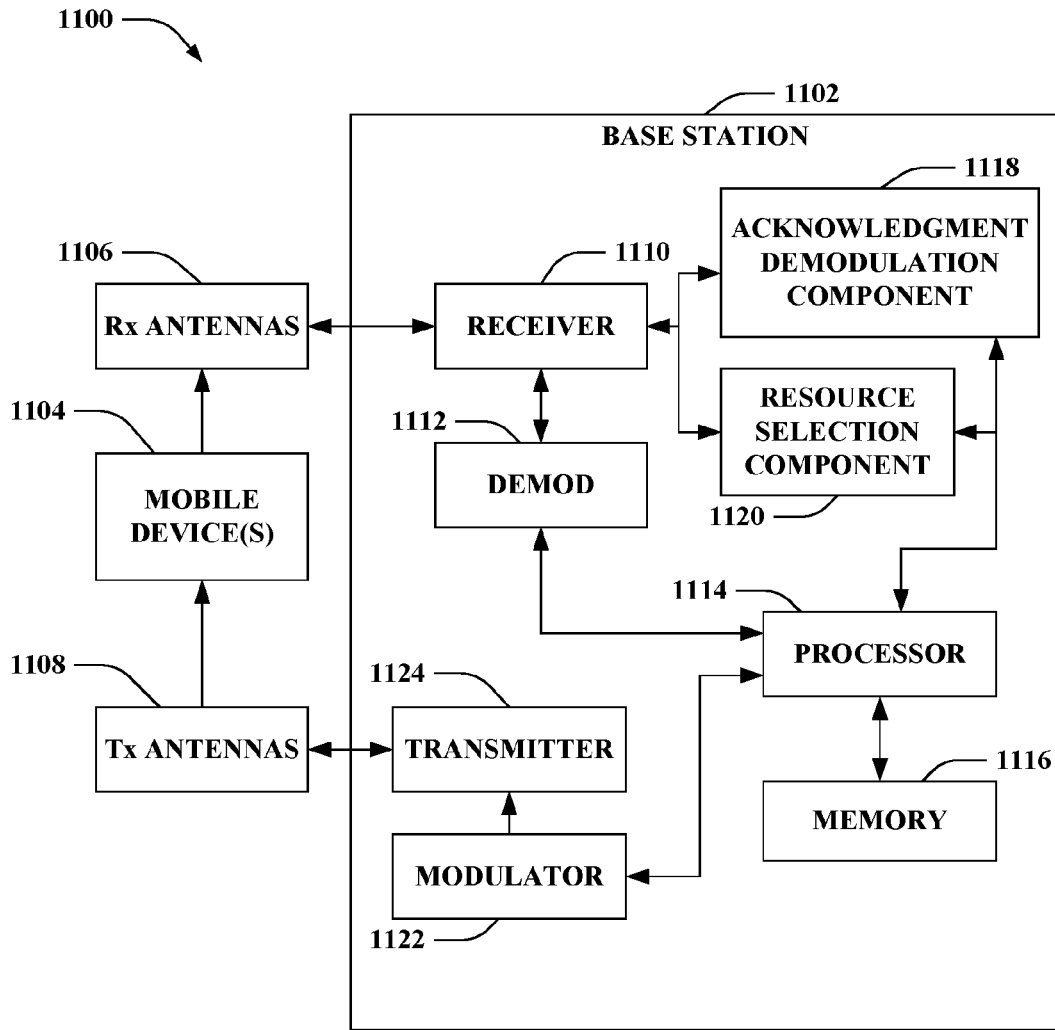 1100
1102
BASE STATION
1118
ACKNOWLEDGMENT
DEMODULATION
COMPONENT
1106
Rx ANTENNAS
1110
RECEIVER
1104
MOBILE
DEVICE(S)
1112
DEMOD
RESOURCE
SELECTION
COMPONENT
1120
1114
PROCESSOR
1108
Tx ANTENNAS
1124
TRANSMITTER
1116
MEMORY
MODULATOR
1122